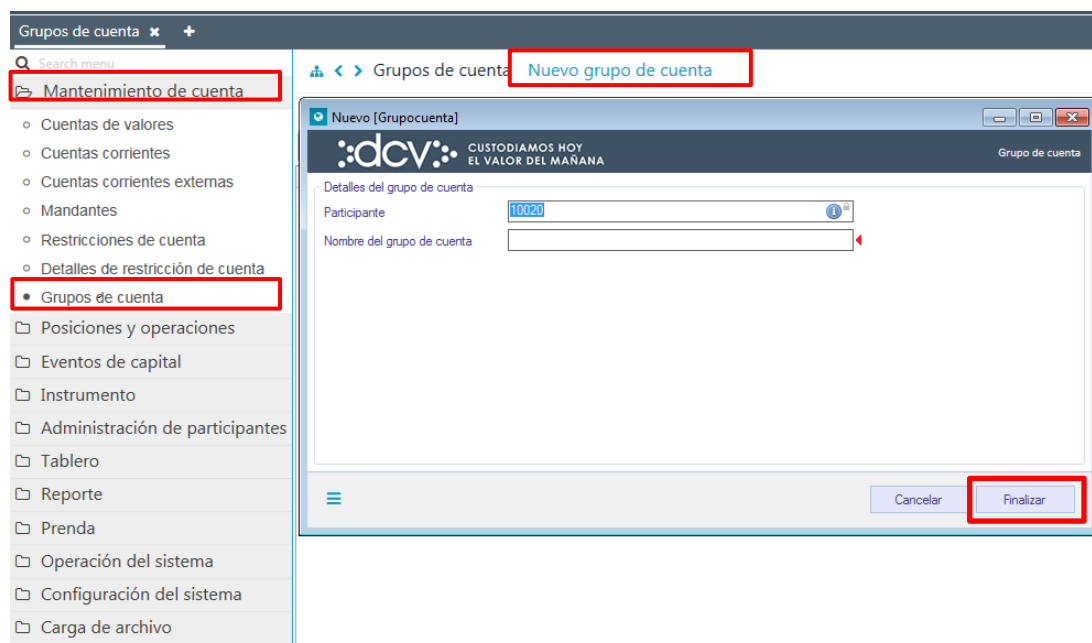 Grupos de cuenta
Search menu
Mantenimiento de cuenta
Cuentas de valores
Cuentas corrientes
Cuentas corrientes externas
Mandantes
Restricciones de cuenta
Detalles de restricción de cuenta
Grupos de cuenta
Posiciones y operaciones
Eventos de capital
Instrumento
Administración de participantes
Tablero
Reporte
Prenda
Operación del sistema
Configuración del sistema
Carga de archivo
Grupos de cuenta Nuevo grupo de cuenta
Nuevo [Grupocuenta]
dcv CUSTODIAMOS HOY
EL VALOR DEL MAÑANA
Grupo de cuenta
Detalles del grupo de cuenta
Participante 10020
Nombre del grupo de cuenta
Cancelar Finalizar